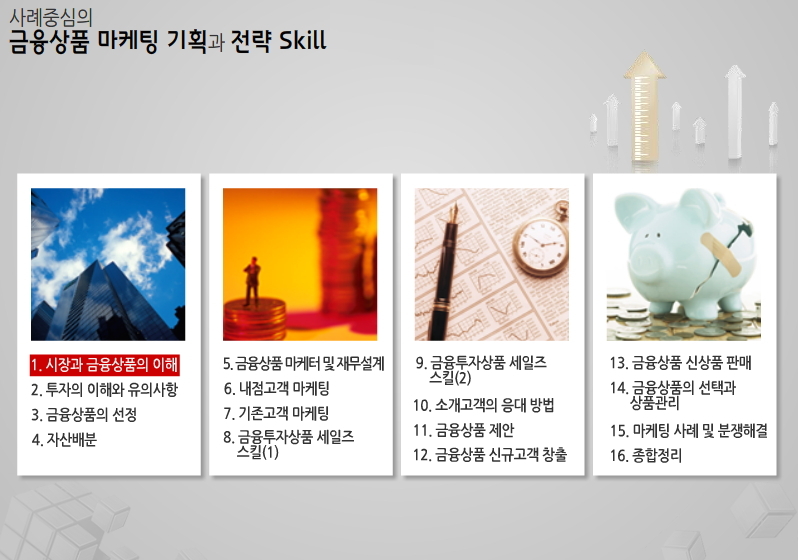 사례중심의
금융상품 마케팅 기획과 전략 Skill
1. 시장과 금융상품의 이해
2. 투자의 이해와 유의사항
3. 금융상품의 선정
4. 자산배분
5. 금융상품 마케터 및 재무설계
6. 내점고객 마케팅
7. 기존고객 마케팅
8. 금융투자상품 세일즈
스킬(1)
9. 금융투자상품 세일즈
스킬(2)
10. 소개고객의 응대 방법
11. 금융상품 제안
12. 금융상품 신규고객 창출
13. 금융상품 신상품 판매
14. 금융상품의 선택과
상품관리
15. 마케팅 사례 및 분쟁해결
16. 종합정리